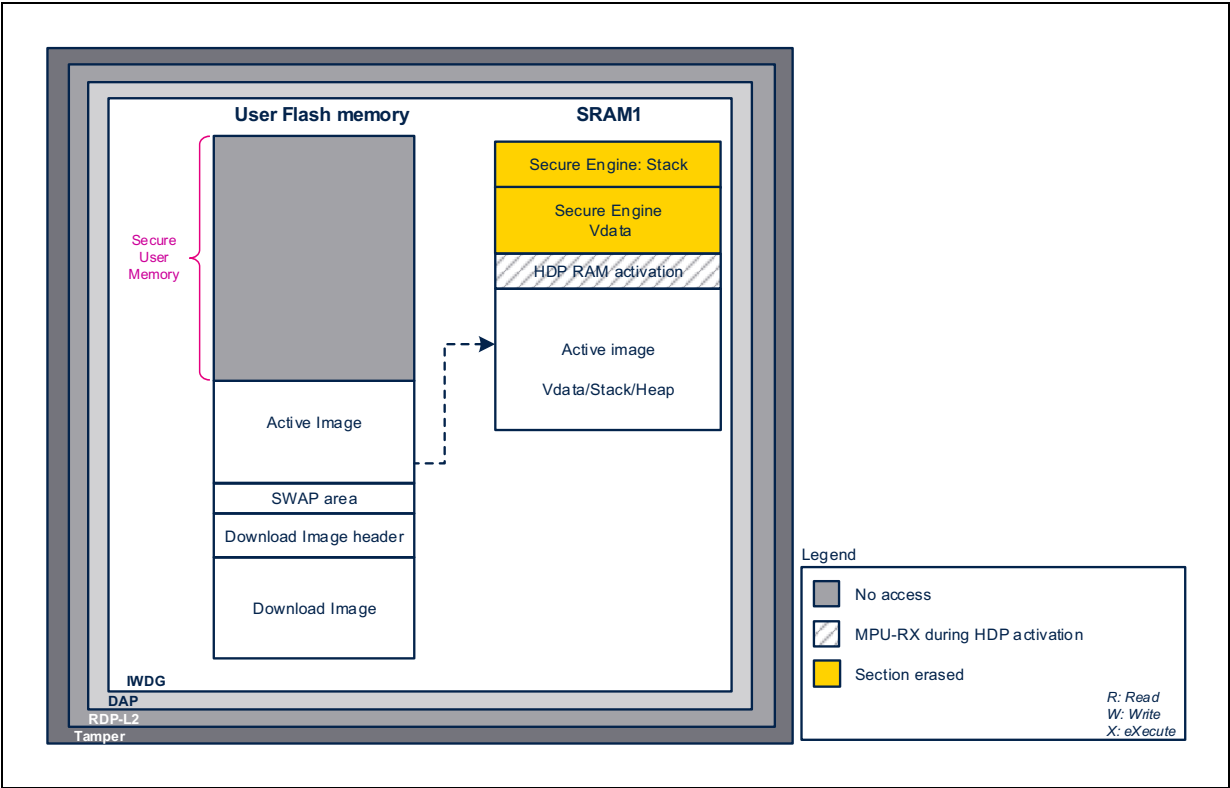 User Flash memory
SRAM1
Secure
User
Memory
Active Image
SWAP area
Download Image header
Download Image
Secure Engine: Stack
Secure Engine
Vdata
HDP RAM activation
Active image
Vdata/Stack/Heap
IWDG
DAP
RDP-L2
Tamper
Legend
No access
MPU-RX during HDP activation
Section erased
R: Read
W: Write
X: eXecute